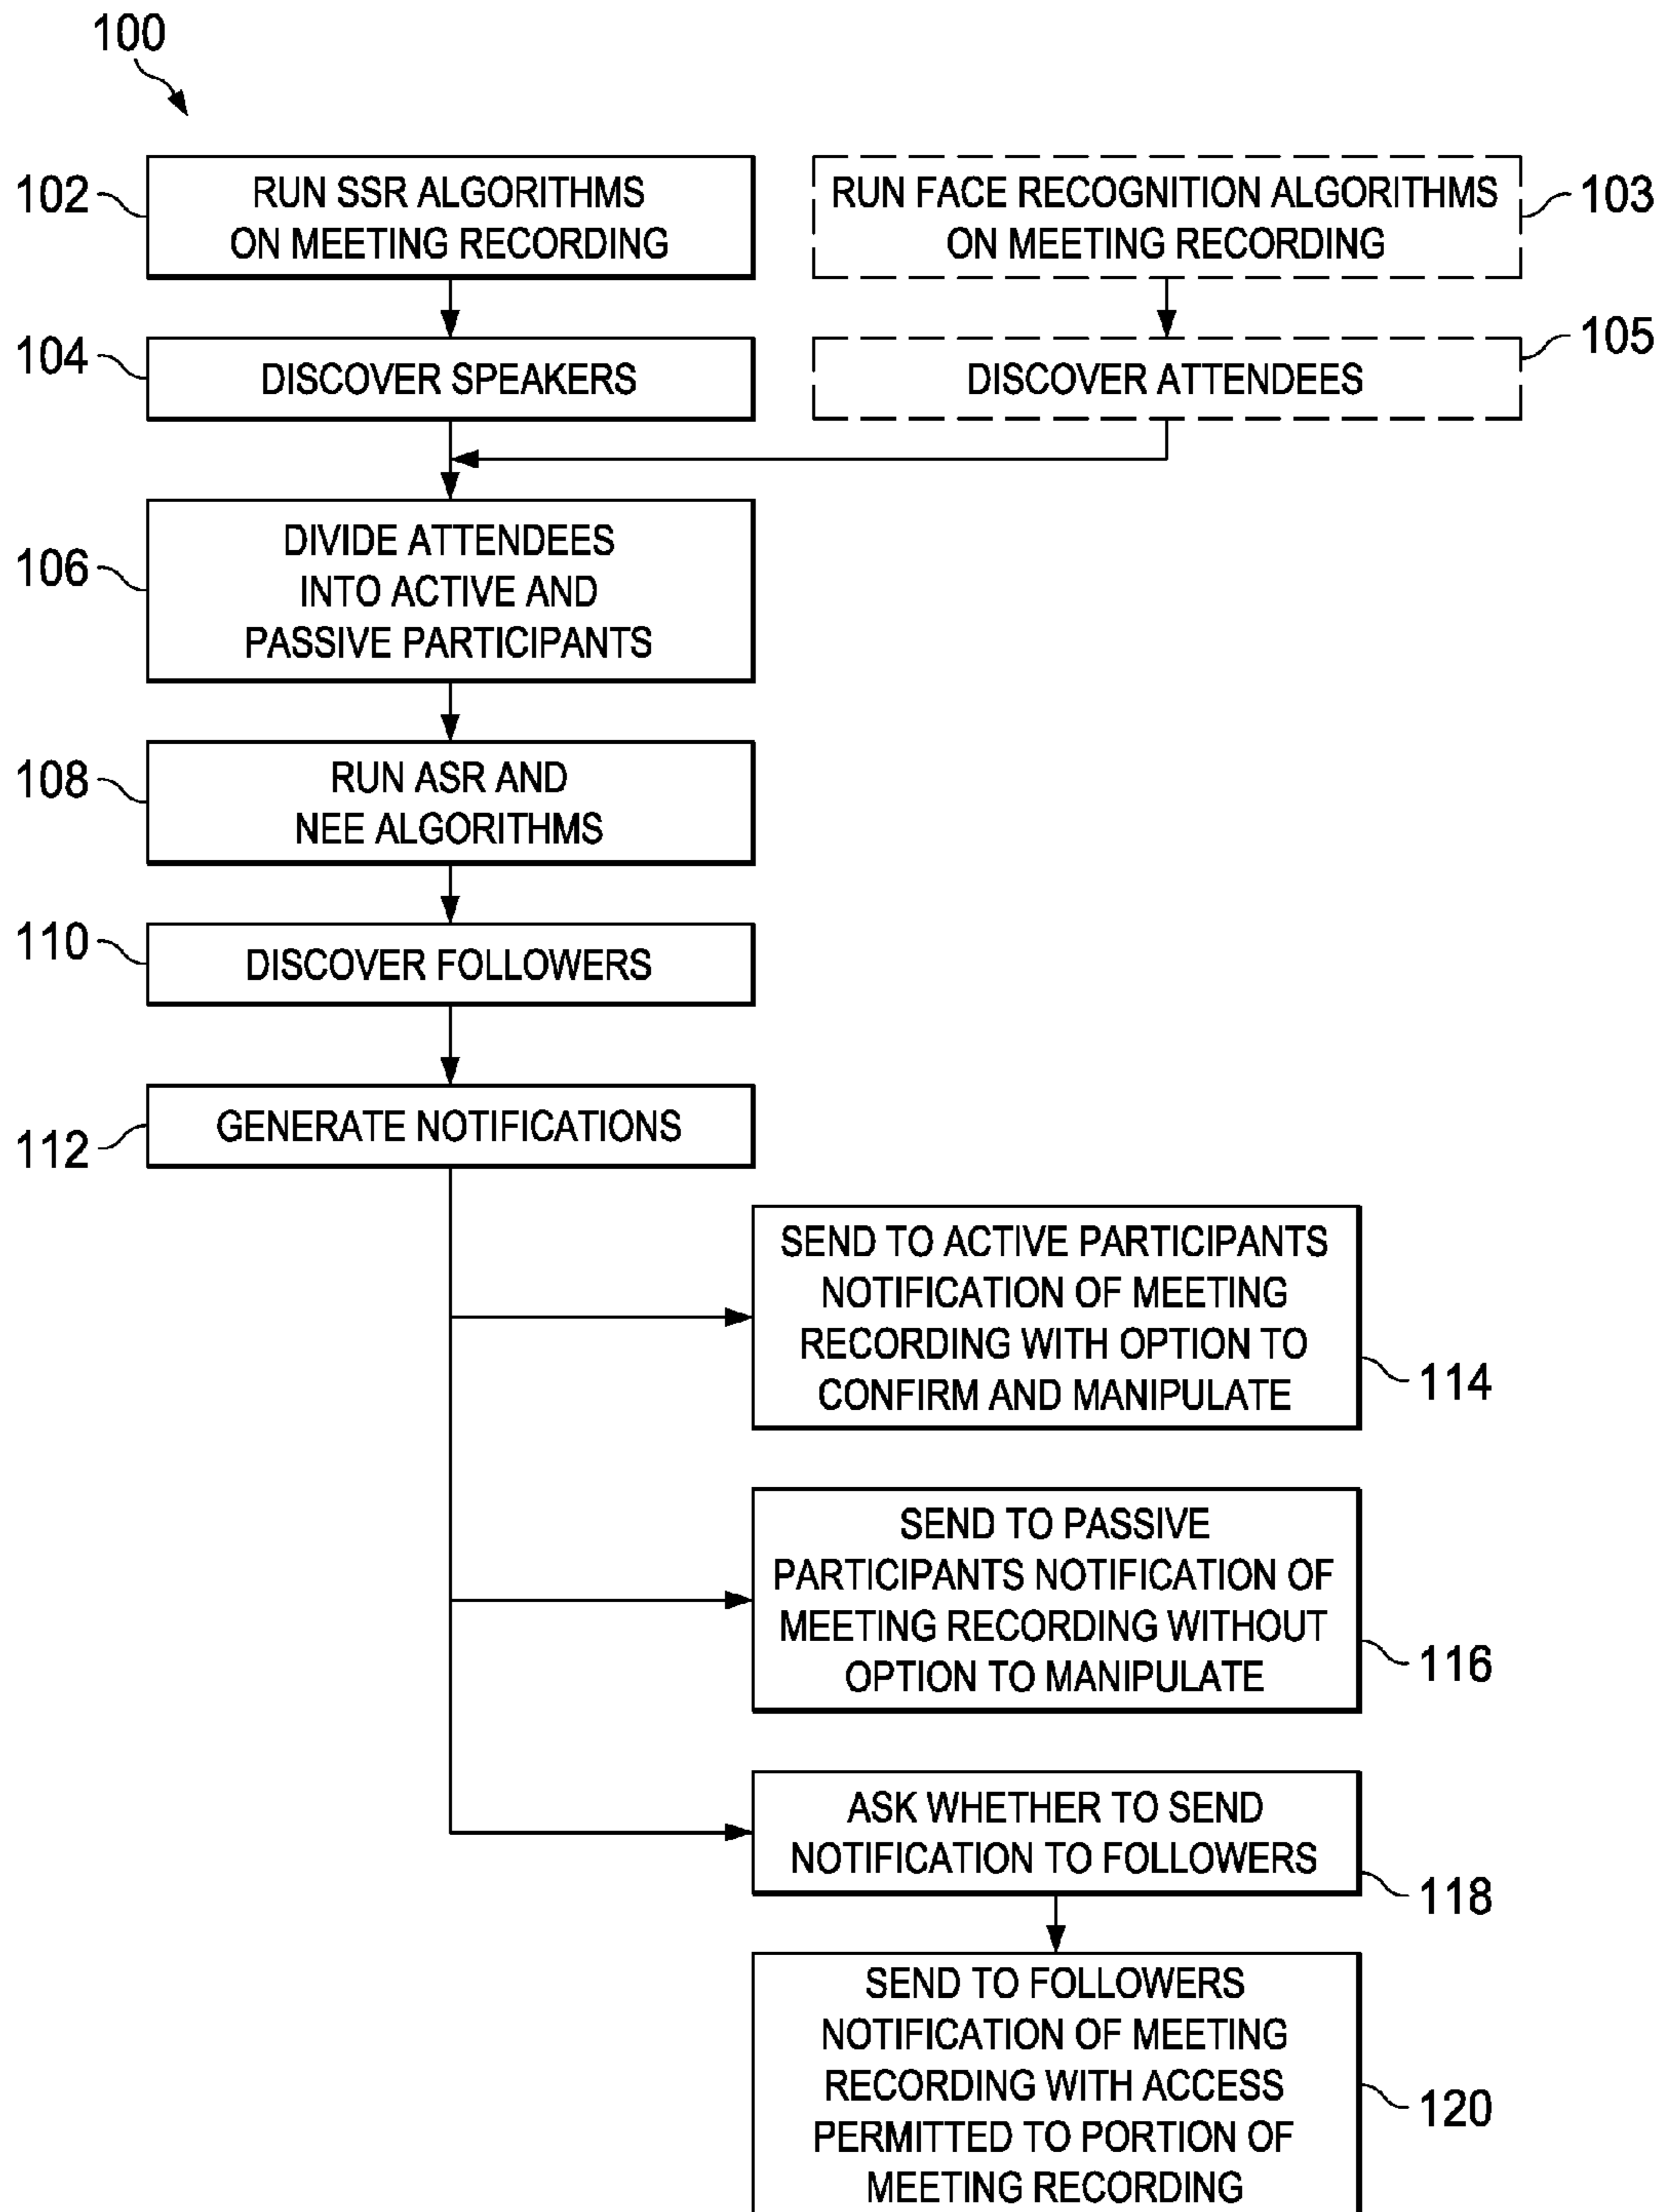 100
102
RUN SSR ALGORITHMS
ON MEETING RECORDING
RUN FACE RECOGNITION ALGORITHMS
ON MEETING RECORDING
103
104
DISCOVER SPEAKERS
DISCOVER ATTENDEES
105
106
DIVIDE ATTENDEES
INTO ACTIVE AND
PASSIVE PARTICIPANTS
108
RUN ASR AND
NEE ALGORITHMS
110
DISCOVER FOLLOWERS
112
GENERATE NOTIFICATIONS
SEND TO ACTIVE PARTICIPANTS
NOTIFICATION OF MEETING
RECORDING WITH OPTION TO
CONFIRM AND MANIPULATE
114
SEND TO PASSIVE
PARTICIPANTS NOTIFICATION OF
MEETING RECORDING WITHOUT
OPTION TO MANIPULATE
116
ASK WHETHER TO SEND
NOTIFICATION TO FOLLOWERS
118
SEND TO FOLLOWERS
NOTIFICATION OF MEETING
RECORDING WITH ACCESS
PERMITTED TO PORTION OF
MEETING RECORDING
120